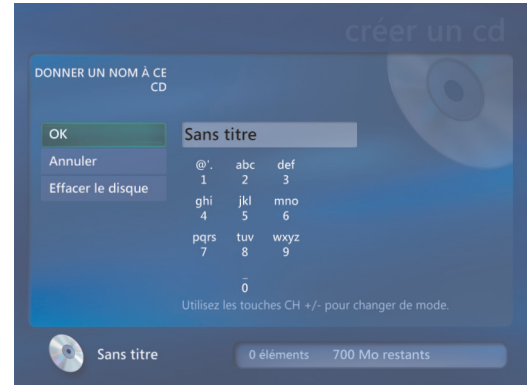 créer un cd
DONNER UN NOM À CE
CD
OK
Annuler
Effacer le disque
Sans titre
@'. abc def
1 2 3
ghi jkl mno
4 5 6
pqrs tuv wxyz
7 8 9
_
0
Utilisez les touches CH +/- pour changer de mode.
Sans titre
0 éléments 700 Mo restants